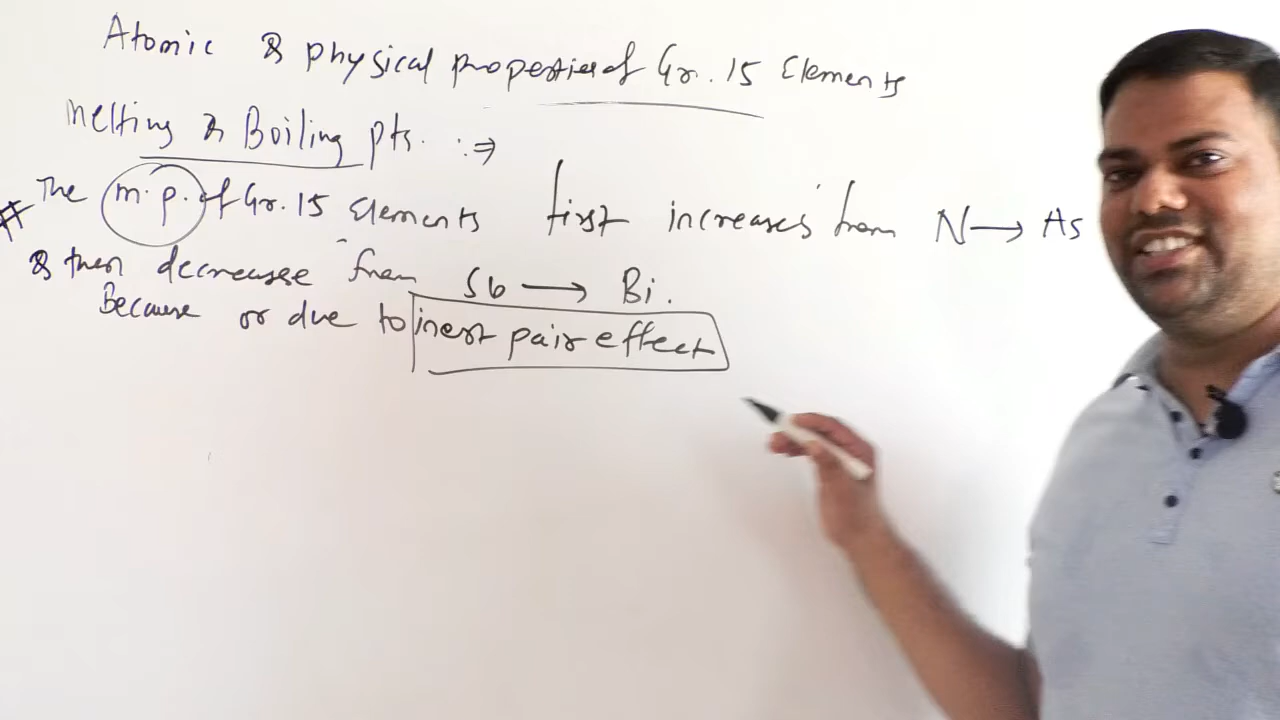 Atomic & physical properties of Gr. 15 Elements
Melting & Boiling pts. :⇒
# The m.p. of Gr. 15 Elements first increases from N → As
& then decreases from Sb → Bi.
Because or due to inert pair effect